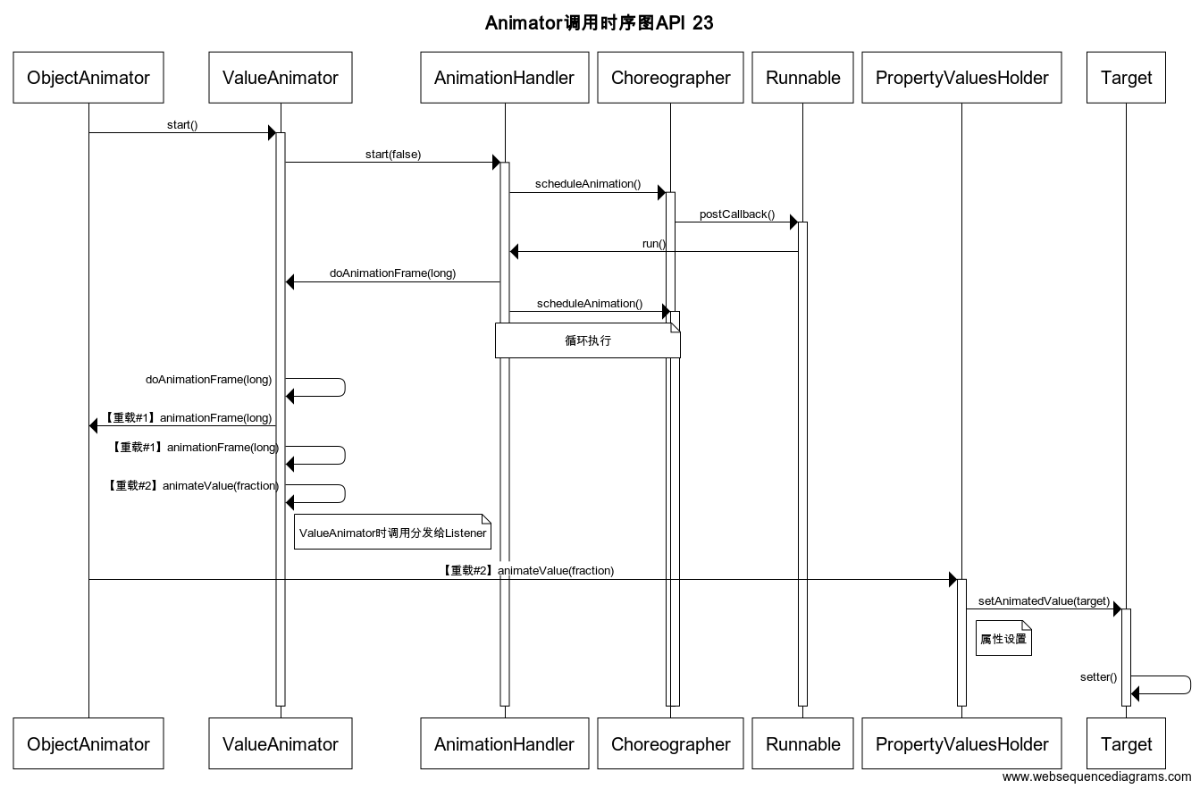 Animator调用时序图API 23
ObjectAnimator
ValueAnimator
AnimationHandler
Choreographer
Runnable
PropertyValuesHolder
Target
start()
start(false)
scheduleAnimation()
postCallback()
run()
doAnimationFrame(long)
scheduleAnimation()
循环执行
doAnimationFrame(long)
【重载#1】animationFrame(long)
【重载#1】animationFrame(long)
【重载#2】animateValue(fraction)
ValueAnimator时调用分发给Listener
【重载#2】animateValue(fraction)
setAnimatedValue(target)
属性设置
setter()
ObjectAnimator
ValueAnimator
AnimationHandler
Choreographer
Runnable
PropertyValuesHolder
Target
www.websequencediagrams.com